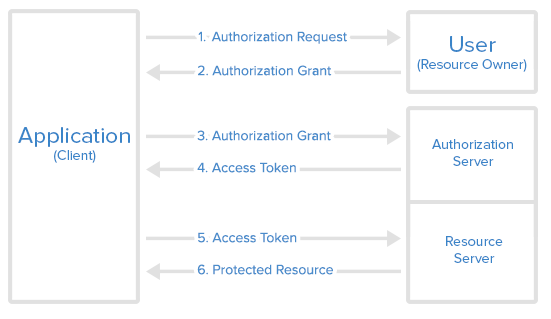 1. Authorization Request
User
(Resource Owner)
2. Authorization Grant
Application
(Client)
3. Authorization Grant
Authorization
Server
4. Access Token
5. Access Token
Resource
Server
6. Protected Resource